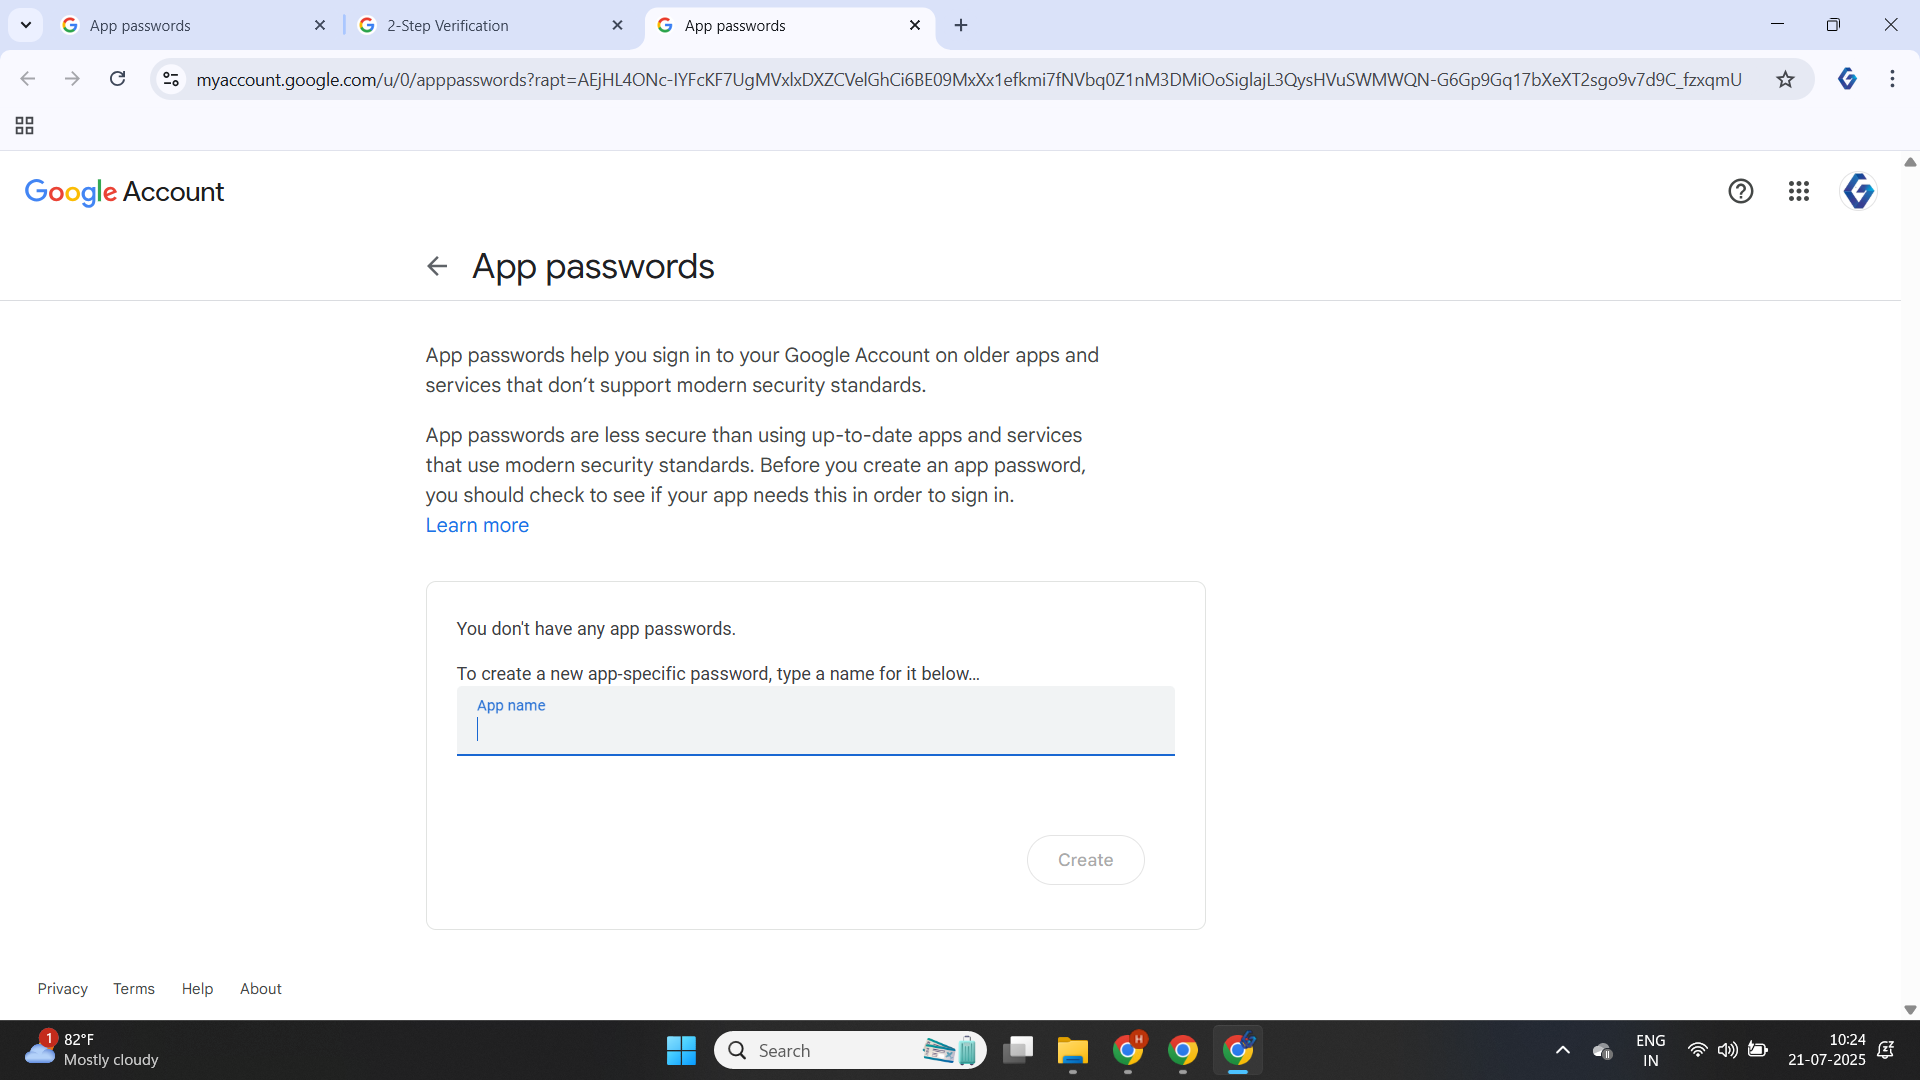 App passwords
2-Step Verification
App passwords
myaccount.google.com/u/0/apppasswords?rapt=AEjHL4ONc-IYFcKF7UgMVxlxDXZCVelGhCi6BE09MxXx1efkmi7fNVbq0Z1nM3DMiOoSiglajL3QysHVuSWMWQN-G6Gp9Gq17bXeXT2sgo9v7d9C_fzxqmU
Google Account
App passwords
App passwords help you sign in to your Google Account on older apps and
services that don’t support modern security standards.
App passwords are less secure than using up-to-date apps and services
that use modern security standards. Before you create an app password,
you should check to see if your app needs this in order to sign in.
Learn more
You don't have any app passwords.
To create a new app-specific password, type a name for it below...
App name
Create
Privacy Terms Help About
1
82°F
Mostly cloudy
Search
H
ENG
IN
10:24
21-07-2025